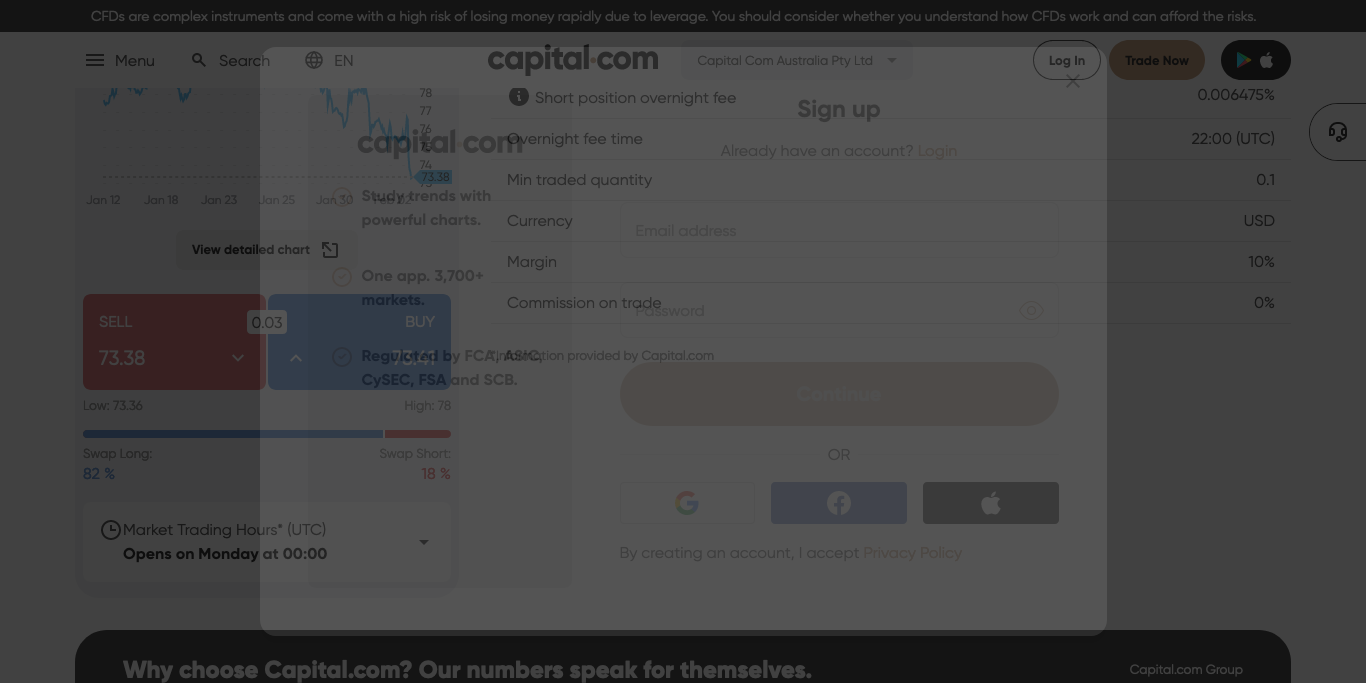 CFDs are complex instruments and come with a high risk of losing money rapidly due to leverage. You should consider whether you understand how CFDs work and can afford the risks.
Menu
Search
EN
capital.com
Capital Com Australia Pty Ltd
Log In
Trade Now
78
77
76
75
74
73.38
Jan 12
Jan 18
Jan 23
Jan 25
Jan 30
View detailed chart
SELL
73.38
0.03
BUY
73.41
Low: 73.36
High: 78
Swap Long:
82 %
Swap Short:
18 %
Market Trading Hours* (UTC)
Opens on Monday at 00:00
Short position overnight fee
0.006475%
Overnight fee time
22:00 (UTC)
Min traded quantity
0.1
Currency
USD
Margin
10%
Commission on trade
0%
*Information provided by Capital.com
capital.com
Study trends with
powerful charts.
One app. 3,700+
markets.
Regulated by FCA, ASIC,
CySEC, FSA and SCB.
Sign up
Already have an account? Login
Email address
Password
Continue
OR
By creating an account, I accept Privacy Policy
Why choose Capital.com? Our numbers speak for themselves.
Capital.com Group